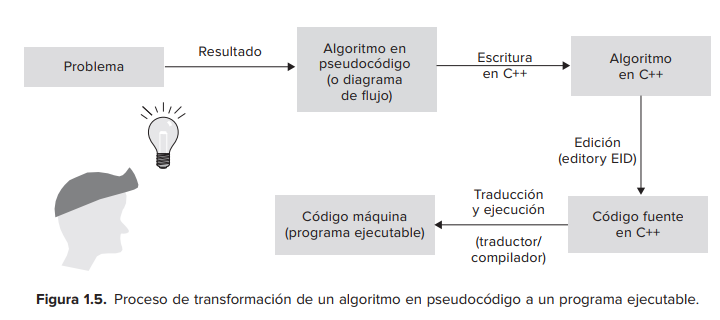 Problema
Resultado
Algoritmo en
pseudocódigo
(o diagrama
de flujo)
Escritura
en C++
Algoritmo
en C++
Edición
(editory EID)
Código fuente
en C++
Traducción
y ejecución
(traductor/
compilador)
Código máquina
(programa ejecutable)
Figura 1.5. Proceso de transformación de un algoritmo en pseudocódigo a un programa ejecutable.